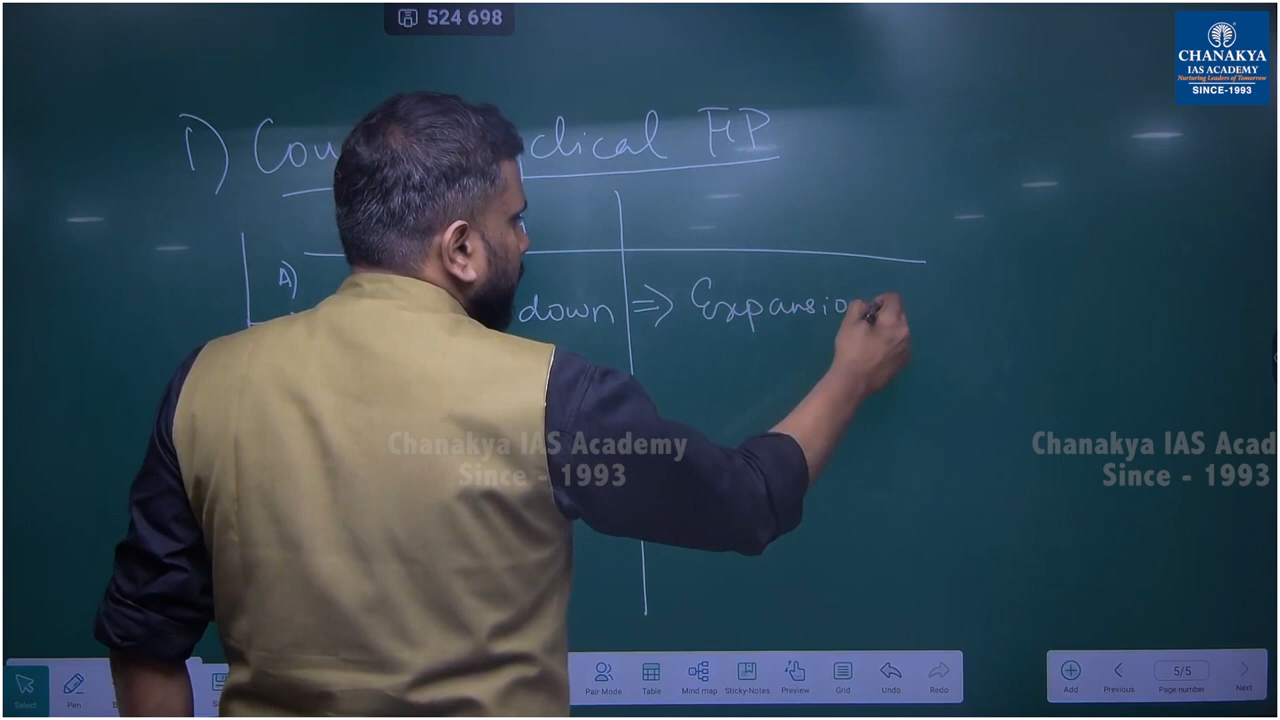 524 698
CHANAKYA
IAS ACADEMY
Nurturing Leaders of Tomorrow
SINCE-1993
1) Cou clical FP
A)
down => Expansio
Chanakya IAS Academy
Since - 1993
Chanakya IAS Acad
Since - 1993
Select
Pen
Pair Mode
Table
Mind map
Sticky-Notes
Preview
Grid
Undo
Redo
Add
Previous
5/5
Page number
Next